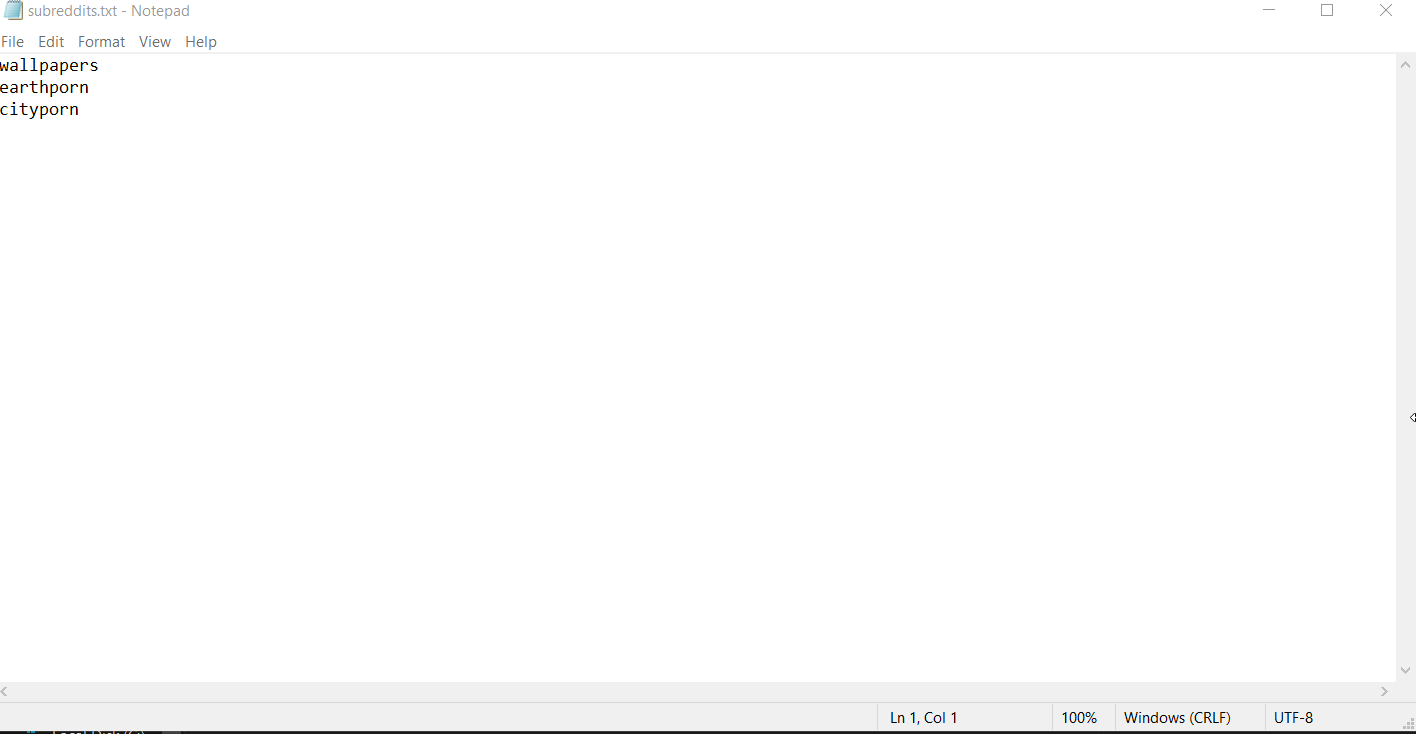 subreddits.txt - Notepad
File Edit Format View Help
wallpapers
earthporn
cityporn
Ln 1, Col 1 100% Windows (CRLF) UTF-8